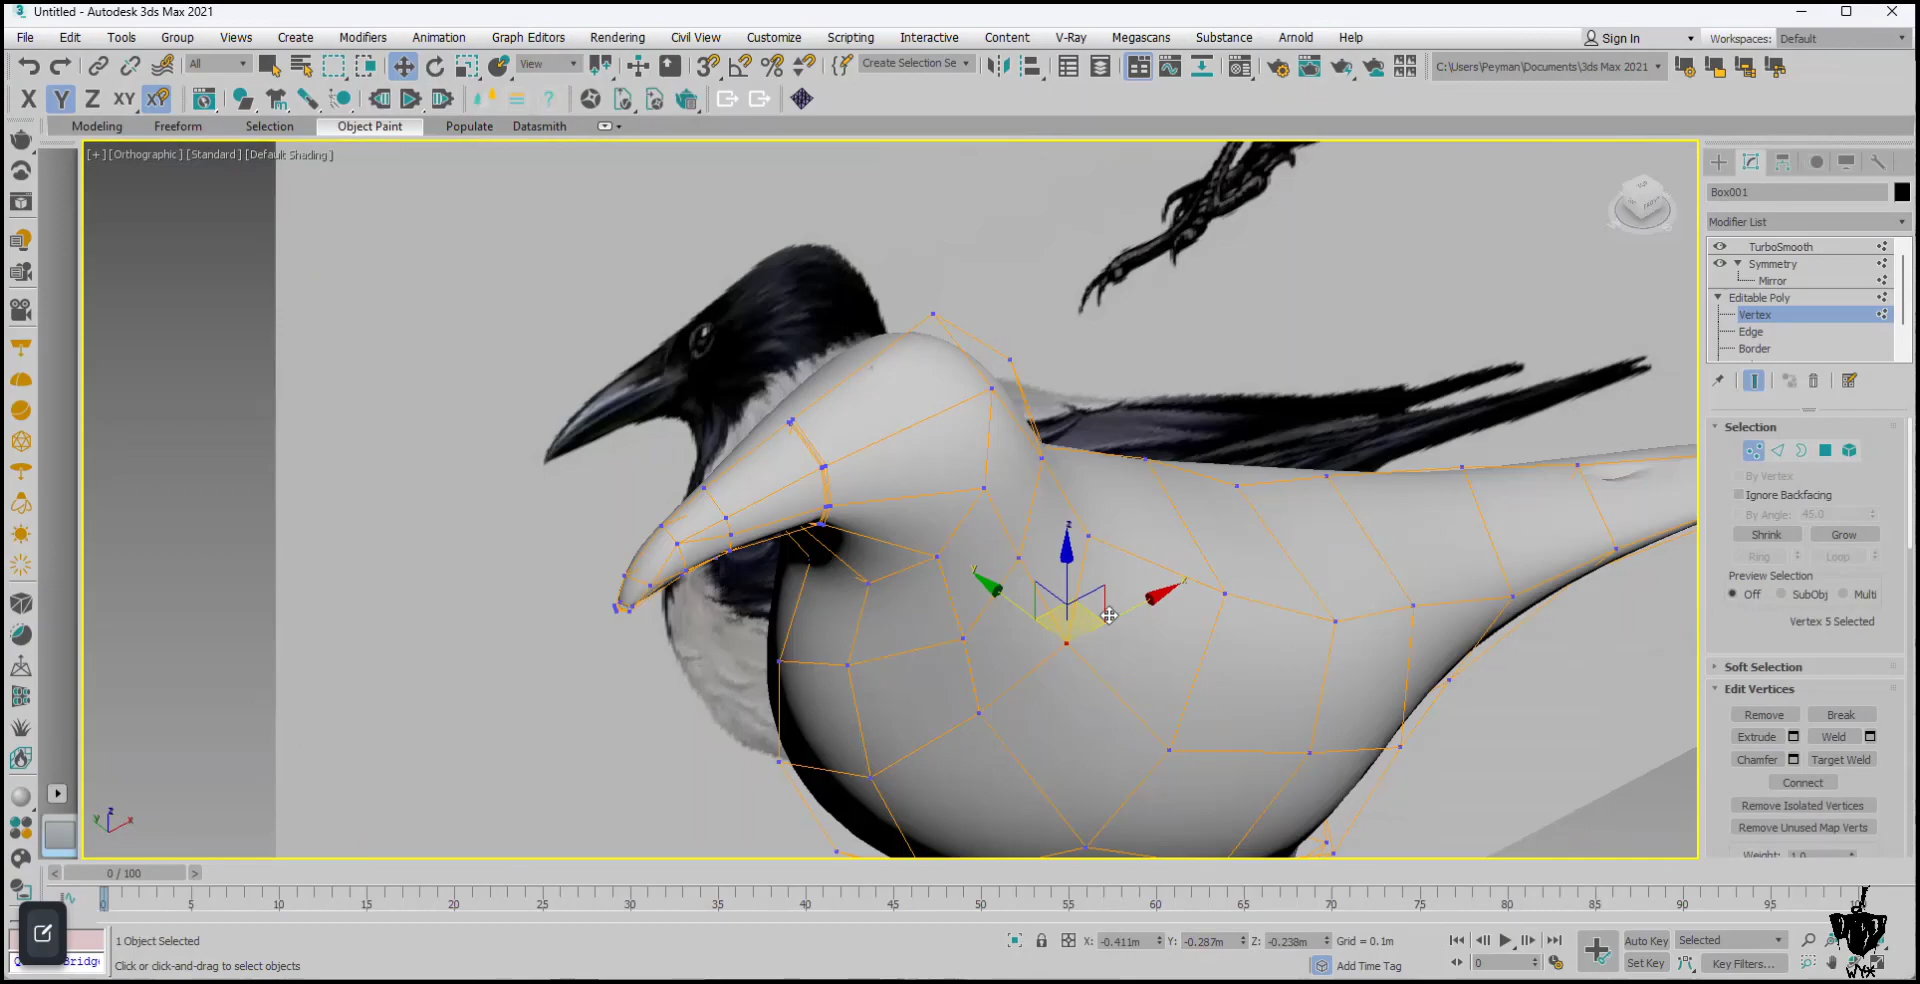 Untitled - Autodesk 3ds Max 2021
File Edit Tools Group Views Create Modifiers Animation Graph Editors Rendering Civil View Customize Scripting Interactive Content V-Ray Megascans Substance Arnold Help
Sign In Workspaces: Default
All View Create Selection Se C:\Users\Peyman\Documents\3ds Max 2021
X Y Z XY
Modeling Freeform Selection Object Paint Populate Datasmith
[+] [Orthographic] [Standard] [Default Shading]
Box001
Modifier List
TurboSmooth
Symmetry
Mirror
Editable Poly
Vertex
Edge
Border
Selection
By Vertex
Ignore Backfacing
By Angle: 45.0
Shrink Grow
Ring Loop
Preview Selection
Off SubObj Multi
Vertex 5 Selected
Soft Selection
Edit Vertices
Remove Break
Extrude Weld
Chamfer Target Weld
Connect
Remove Isolated Vertices
Remove Unused Map Verts
Weight: 1.0
0 / 100
0 5 10 15 20 25 30 35 40 45 50 55 60 65 70 75 80 85 90 95
1 Object Selected X: -0.411m Y: -0.287m Z: -0.238m Grid = 0.1m Auto Key Selected
Click or click-and-drag to select objects Add Time Tag 0 Set Key Key Filters...